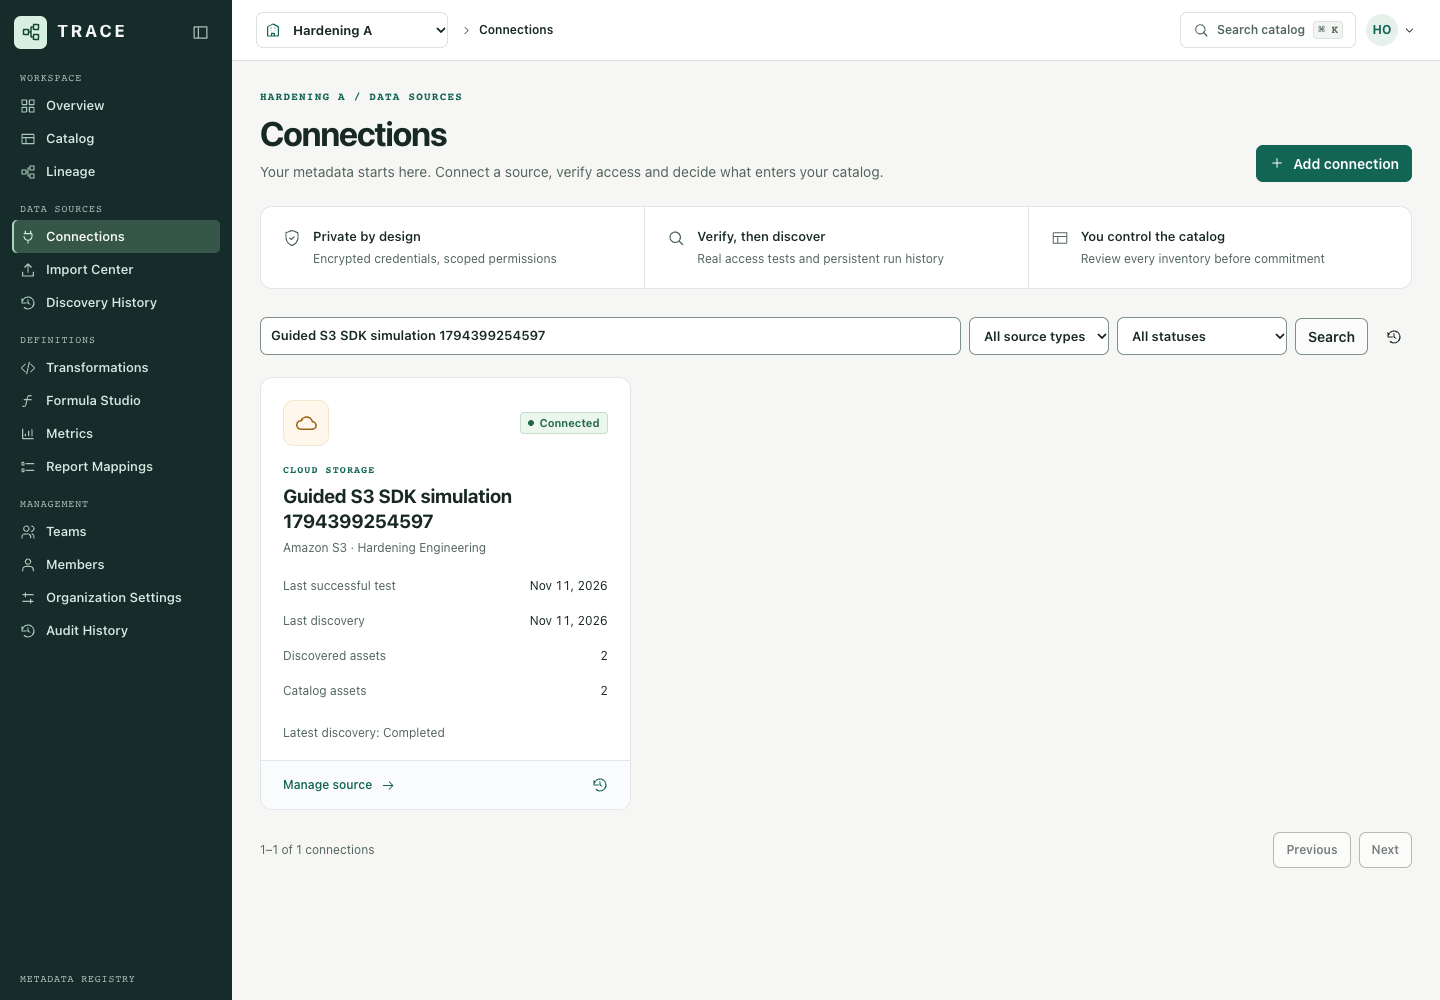 TRACE
WORKSPACE
Overview
Catalog
Lineage
DATA SOURCES
Connections
Import Center
Discovery History
DEFINITIONS
Transformations
Formula Studio
Metrics
Report Mappings
MANAGEMENT
Teams
Members
Organization Settings
Audit History
METADATA REGISTRY
Hardening A
Connections
Search catalog ⌘ K
HO
HARDENING A / DATA SOURCES
Connections
Your metadata starts here. Connect a source, verify access and decide what enters your catalog.
Add connection
Private by design
Encrypted credentials, scoped permissions
Verify, then discover
Real access tests and persistent run history
You control the catalog
Review every inventory before commitment
Guided S3 SDK simulation 1794399254597
All source types
All statuses
Search
Connected
CLOUD STORAGE
Guided S3 SDK simulation
1794399254597
Amazon S3 · Hardening Engineering
Last successful test Nov 11, 2026
Last discovery Nov 11, 2026
Discovered assets 2
Catalog assets 2
Latest discovery: Completed
Manage source →
1–1 of 1 connections
Previous
Next